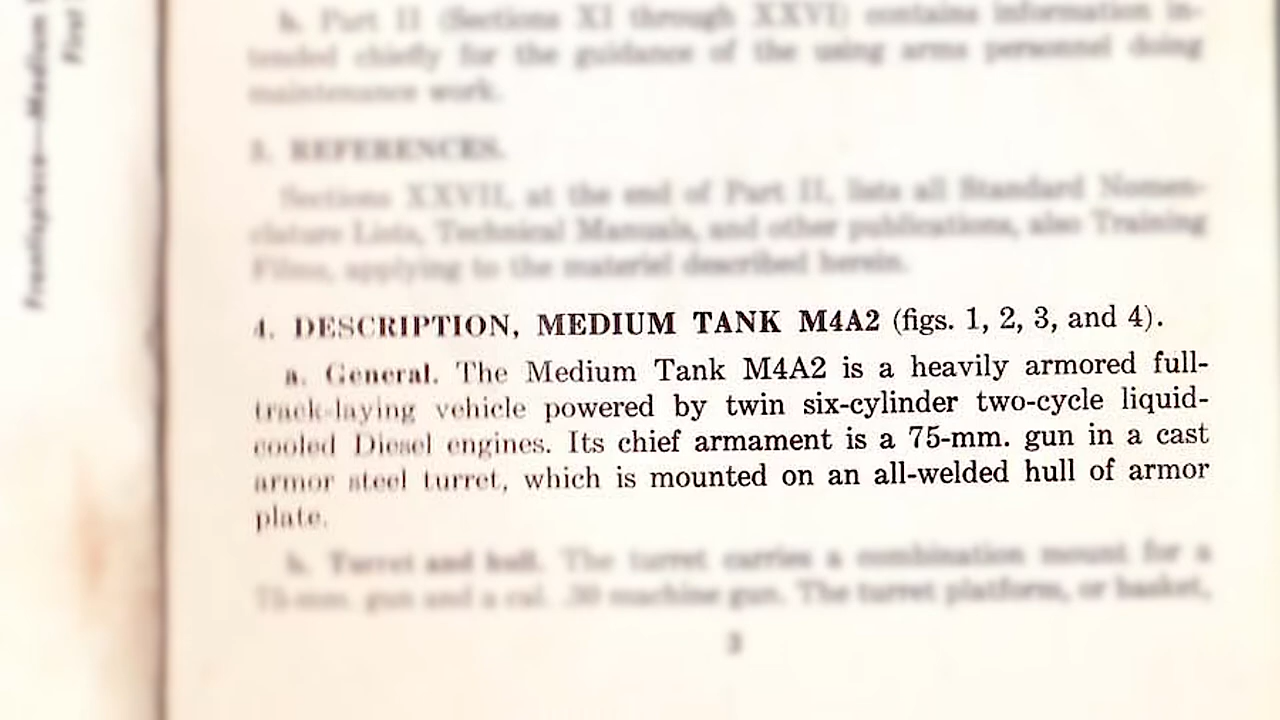 Frontispiece—Medium
First
b. Part II (Sections XI through XXVI) contains information in-
tended chiefly for the guidance of the using arms personnel doing
maintenance work.
3. REFERENCES.
Sections XXVII, at the end of Part II, lists all Standard Nomen-
clature Lists, Technical Manuals, and other publications, also Training
Films, applying to the materiel described herein.
4. DESCRIPTION, MEDIUM TANK M4A2 (figs. 1, 2, 3, and 4).
a. General. The Medium Tank M4A2 is a heavily armored full-
track-laying vehicle powered by twin six-cylinder two-cycle liquid-
cooled Diesel engines. Its chief armament is a 75-mm. gun in a cast
armor steel turret, which is mounted on an all-welded hull of armor
plate.
b. Turret and hull. The turret carries a combination mount for a
75-mm. gun and a cal. .30 machine gun. The turret platform, or basket,
3